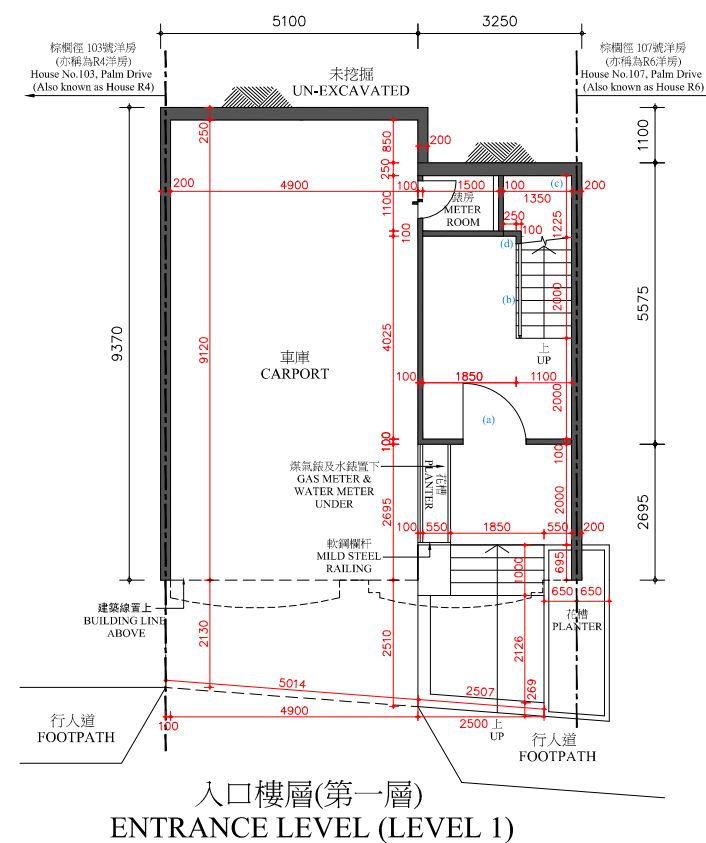 5100
3250
棕櫚徑 103號洋房
(亦稱為R4洋房)
House No.103, Palm Drive
(Also known as House R4)
未挖掘
UN-EXCAVATED
棕櫚徑 107號洋房
(亦稱為R6洋房)
House No.107, Palm Drive
(Also known as House R6)
250
850
200
1100
250
200
4900
100
1500
100
(c)
200
1350
1100
錶房
METER
ROOM
250
100
1225
100
(d)
9370
9120
4025
(b)
2000
5575
車庫
CARPORT
上
UP
100
1850
1100
2000
(a)
100
100
煤氣錶及水錶置下
GAS METER &
WATER METER
UNDER
花槽
PLANTER
2695
2000
2695
100
550
1850
550
200
軟鋼欄杆
MILD STEEL
RAILING
1000
695
650
650
建築線置上
BUILDING LINE
ABOVE
花槽
PLANTER
2130
2510
2126
5014
2507
269
4900
2500
100
上
UP
行人道
FOOTPATH
行人道
FOOTPATH
入口樓層(第一層)
ENTRANCE LEVEL (LEVEL 1)